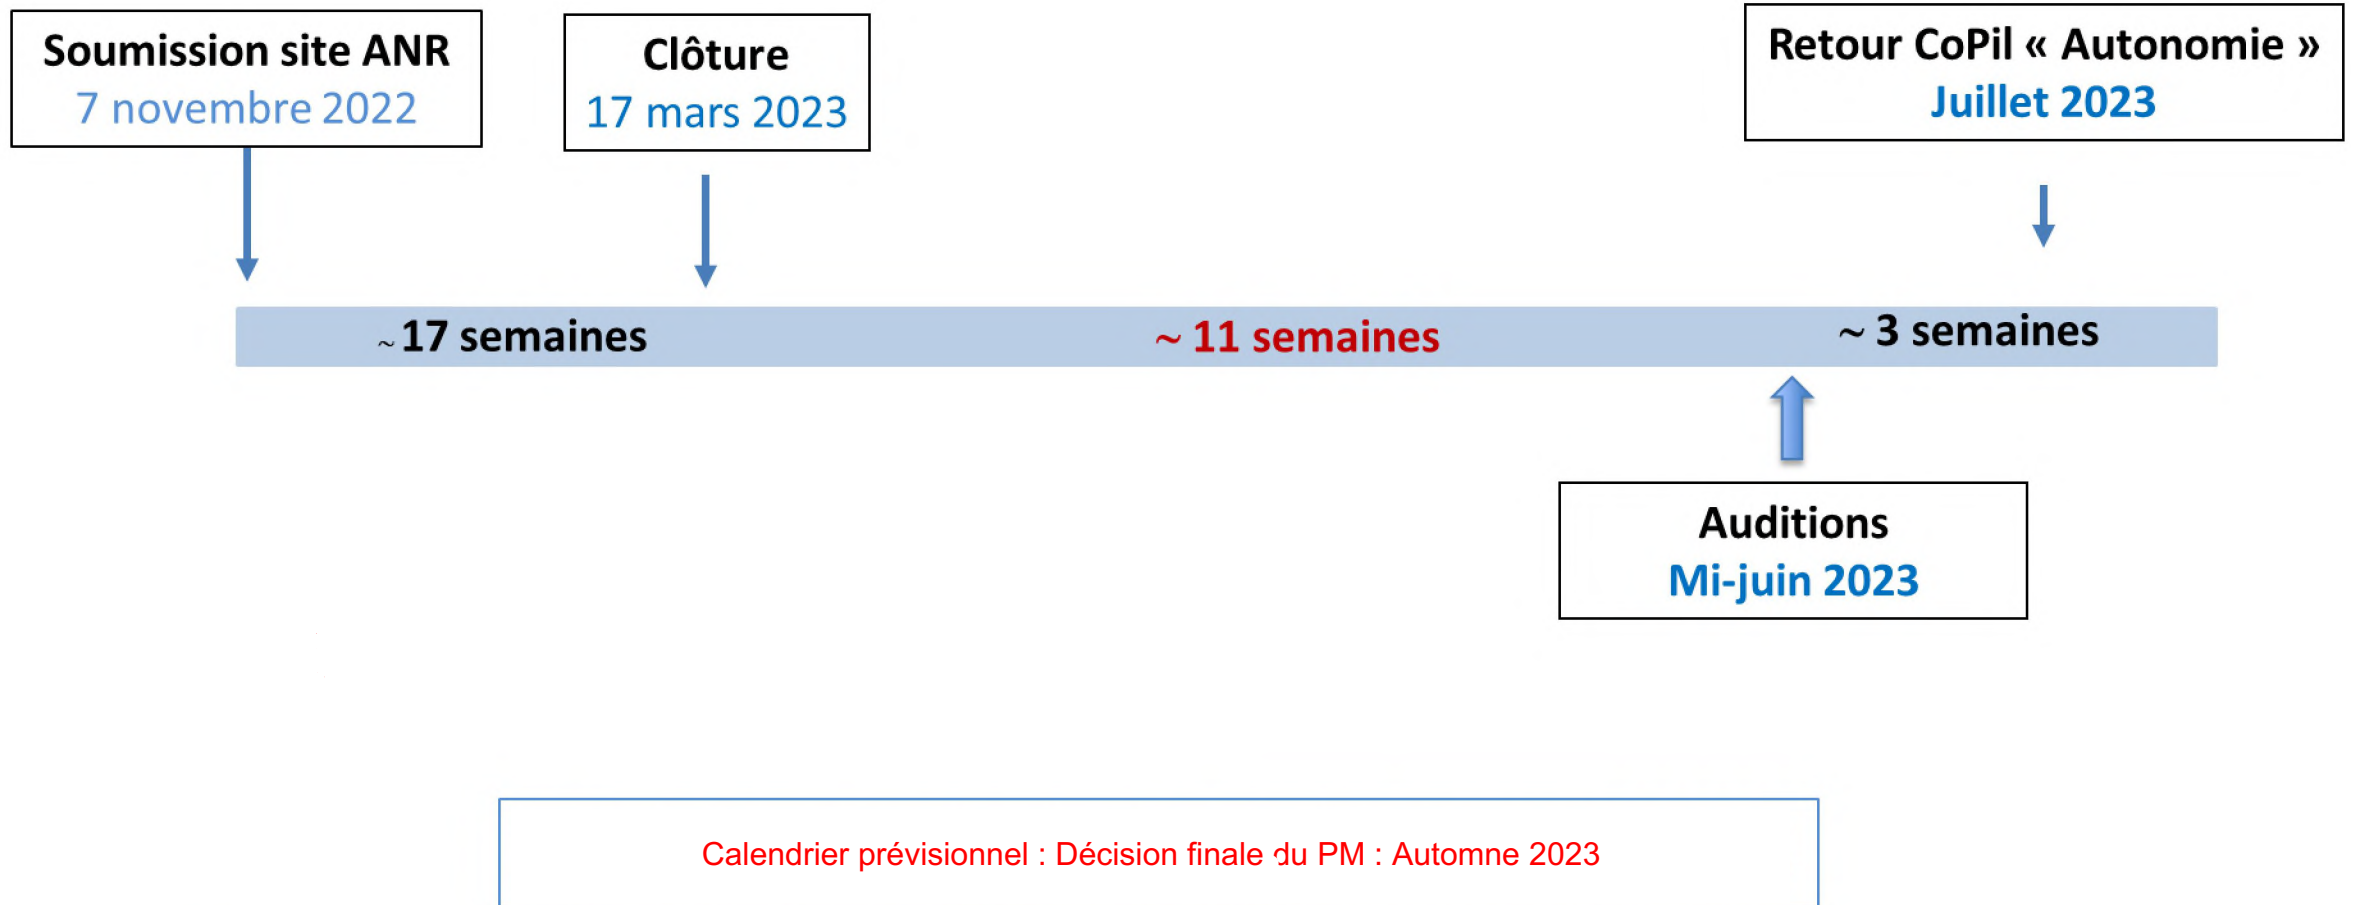 Soumission site ANR
7 novembre 2022
Clôture
17 mars 2023
Retour CoPil « Autonomie »
Juillet 2023
~ 17 semaines
~ 11 semaines
~ 3 semaines
Auditions
Mi-juin 2023
Calendrier prévisionnel : Décision finale du PM : Automne 2023